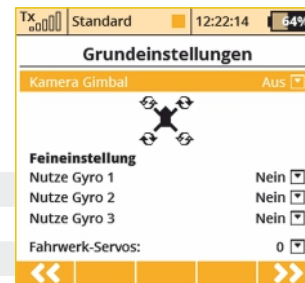 Tx Standard 12:22:14 64%
Grundeinstellungen
Kamera Gimbal Aus
Feineinstellung
Nutze Gyro 1 Nein
Nutze Gyro 2 Nein
Nutze Gyro 3 Nein
Fahrwerk-Servos: 0